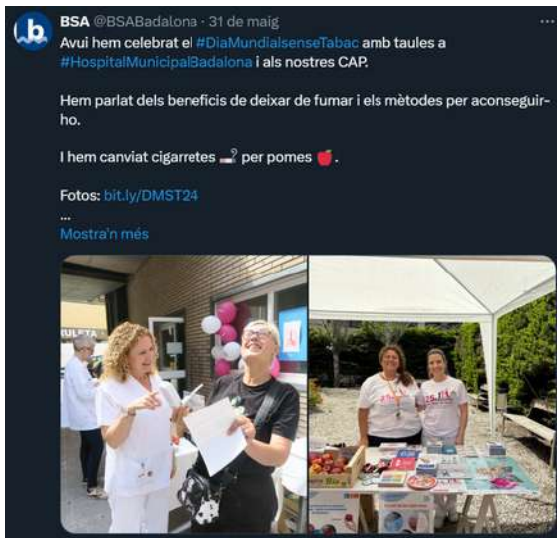 BSA @BSABadalona · 31 de maig
Avui hem celebrat el #DiaMundialsenseTabac amb taules a
#HospitalMunicipalBadalona i als nostres CAP.
Hem parlat dels beneficis de deixar de fumar i els mètodes per aconseguir-
ho.
I hem canviat cigarretes 🚬 per pomes 🍎.
Fotos: bit.ly/DMST24
...
Mostra'n més